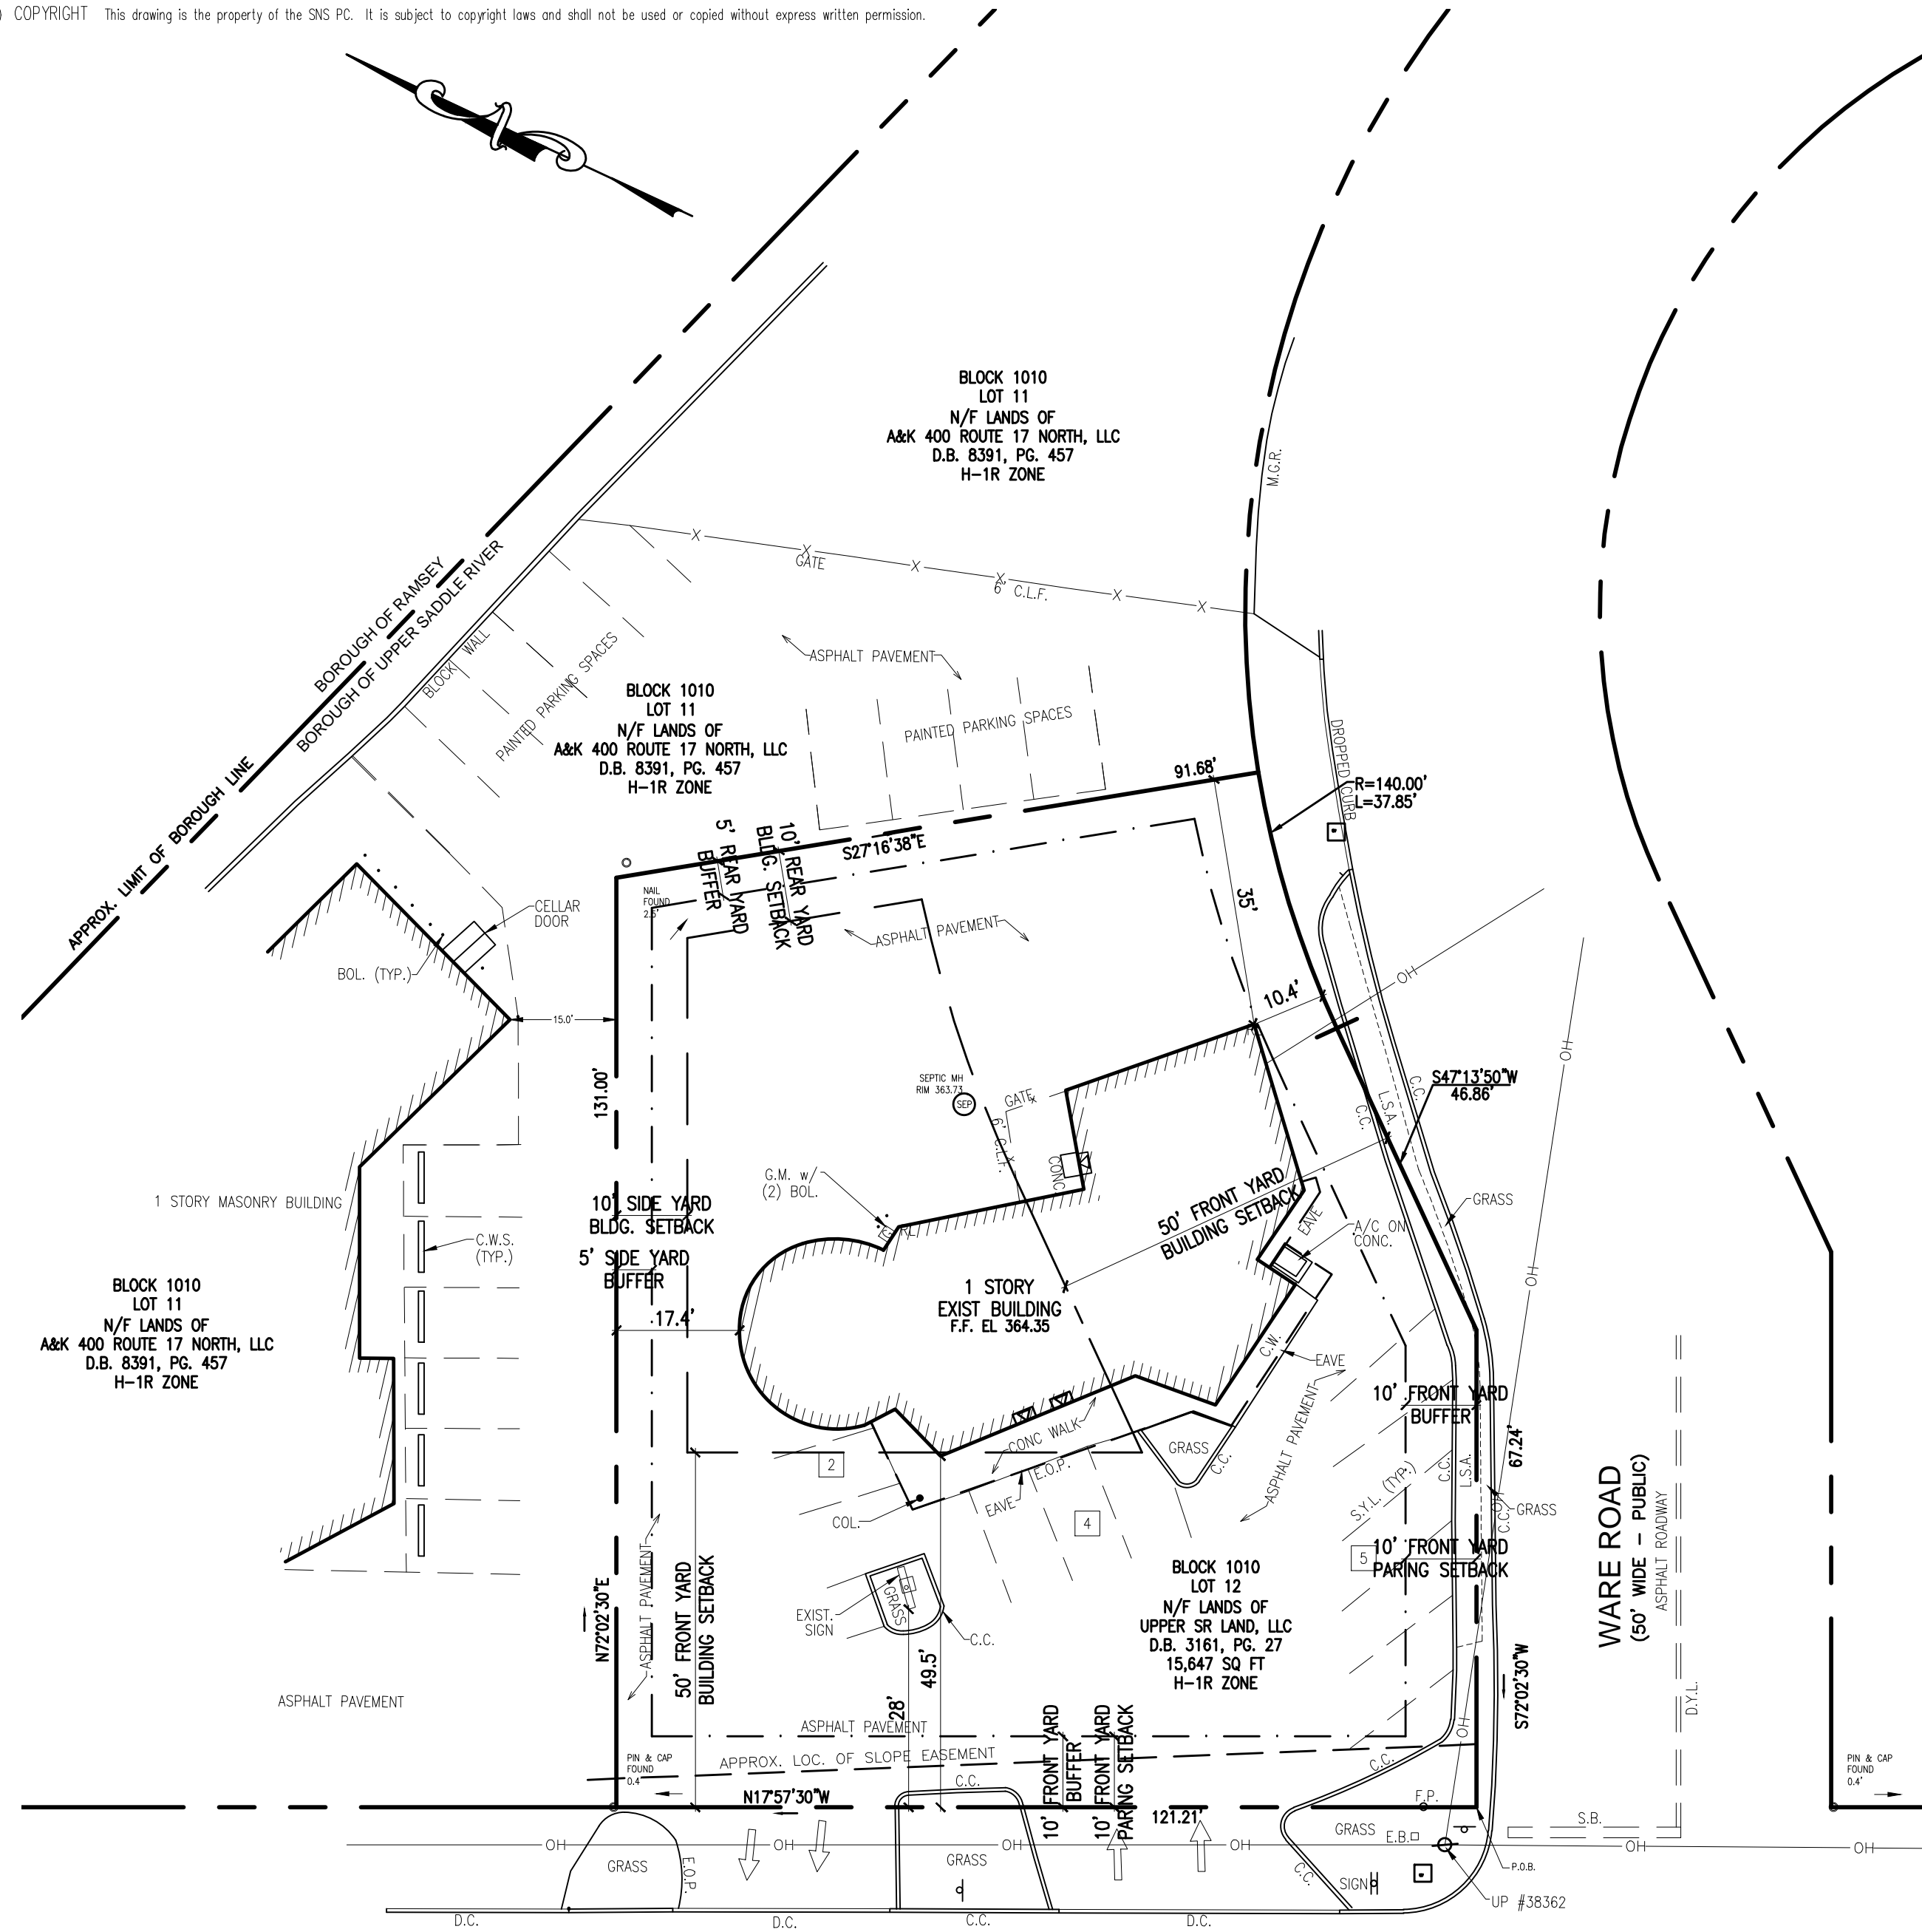 ) COPYRIGHT This drawing is the property of the SNS PC. It is subject to copyright laws and shall not be used or copied without express written permission.
BLOCK 1010
LOT 11
N/F LANDS OF
A&K 400 ROUTE 17 NORTH, LLC
D.B. 8391, PG. 457
H-1R ZONE
M.G.R.
X
X
GATE
X
X
6' C.L.F.
X
X
BOROUGH OF RAMSEY
BOROUGH OF UPPER SADDLE RIVER
APPROX. LIMIT OF BOROUGH LINE
BLOCK WALL
PAINTED PARKING SPACES
ASPHALT PAVEMENT
PAINTED PARKING SPACES
BLOCK 1010
LOT 11
N/F LANDS OF
A&K 400 ROUTE 17 NORTH, LLC
D.B. 8391, PG. 457
H-1R ZONE
91.68'
DROPPED CURB
R=140.00'
L=37.85'
S27°16'38"E
5' REAR YARD
BUFFER
10' REAR YARD
BLDG. SETBACK
NAIL
FOUND
2.5'
35'
CELLAR
DOOR
ASPHALT PAVEMENT
BOL. (TYP.)
15.0'
10.4'
OH
OH
131.00'
SEPTIC MH
RIM 363.73
SEP
GATE
x
6' C.L.F.
x
CONC.
S47°13'50"W
46.86'
C.C.
L.S.A.
C.C.
G.M. w/
(2) BOL.
1 STORY MASONRY BUILDING
10' SIDE YARD
BLDG. SETBACK
50' FRONT YARD
BUILDING SETBACK
GRASS
EAVE
A/C ON
CONC.
C.W.S.
(TYP.)
5' SIDE YARD
BUFFER
OH
BLOCK 1010
LOT 11
N/F LANDS OF
A&K 400 ROUTE 17 NORTH, LLC
D.B. 8391, PG. 457
H-1R ZONE
17.4'
1 STORY
EXIST BUILDING
F.F. EL 364.35
C.W.
EAVE
10' FRONT YARD
BUFFER
67.24'
CONC WALK
GRASS
C.C.
ASPHALT PAVEMENT
2
E.O.P.
EAVE
COL.
4
S.Y.L. (TYP.)
C.C.
L.S.A.
OH
C.C.
GRASS
5
10' FRONT YARD
PARING SETBACK
WARE ROAD
(50' WIDE - PUBLIC)
ASPHALT ROADWAY
D.Y.L.
N72°02'30"E
ASPHALT PAVEMENT
50' FRONT YARD
BUILDING SETBACK
EXIST.
SIGN
GRASS
C.C.
28'
49.5'
BLOCK 1010
LOT 12
N/F LANDS OF
UPPER SR LAND, LLC
D.B. 3161, PG. 27
15,647 SQ FT
H-1R ZONE
S72°02'30"W
ASPHALT PAVEMENT
ASPHALT PAVEMENT
OH
PIN & CAP
FOUND
0.4'
APPROX. LOC. OF SLOPE EASEMENT
C.C.
10' FRONT YARD
BUFFER
10' FRONT YARD
PARING SETBACK
C.C.
PIN & CAP
FOUND
0.4'
N17°57'30"W
121.21'
F.P.
S.B.
OH
OH
OH
OH
OH
OH
GRASS
E.O.P.
GRASS
GRASS
E.B.
C.C.
SIGN
P.O.B.
UP #38362
D.C.
D.C.
C.C.
D.C.